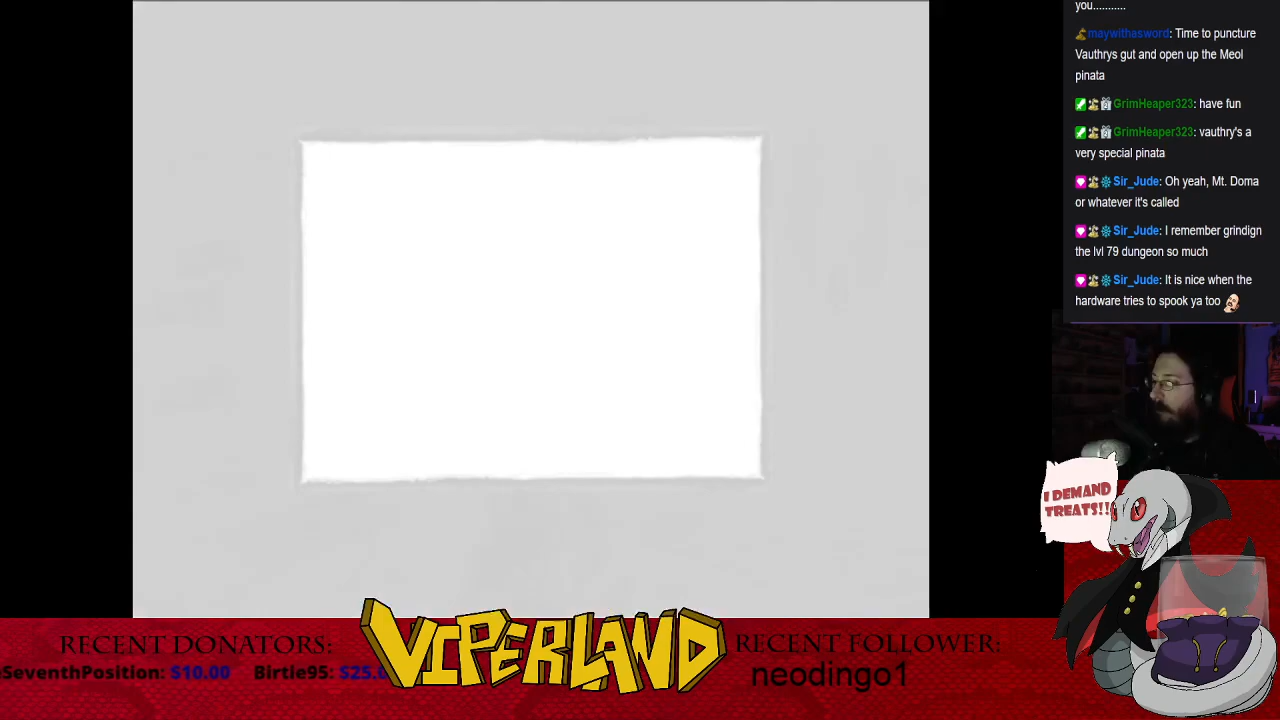 you...........
maywithasword: Time to puncture
Vauthrys gut and open up the Meol
pinata
GrimHeaper323: have fun
GrimHeaper323: vauthry's a
very special pinata
Sir_Jude: Oh yeah, Mt. Doma
or whatever it's called
Sir_Jude: I remember grindign
the lvl 79 dungeon so much
Sir_Jude: It is nice when the
hardware tries to spook ya too
I DEMAND
TREATS!!
RECENT DONATORS:
SeventhPosition: $10.00 Birtie95: $25.
VIPERLAND
RECENT FOLLOWER:
neodingo1